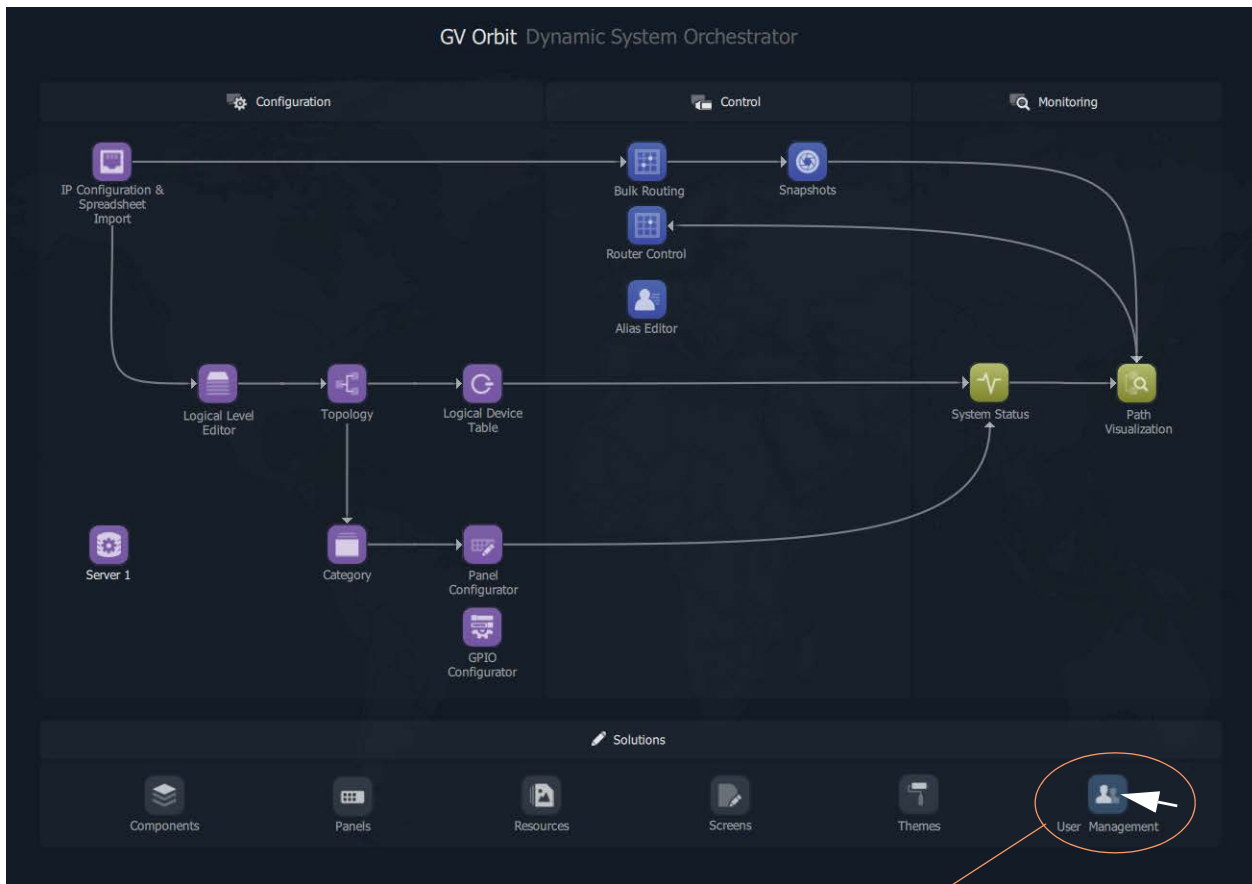 GV Orbit Dynamic System Orchestrator
Configuration
Control
Monitoring
IP Configuration &
Spreadsheet
Import
Bulk Routing
Snapshots
Router Control
Alias Editor
Logical Level
Editor
Topology
Logical Device
Table
System Status
Path
Visualization
Server 1
Category
Panel
Configurator
GPIO
Configurator
Solutions
Components
Panels
Resources
Screens
Themes
User Management